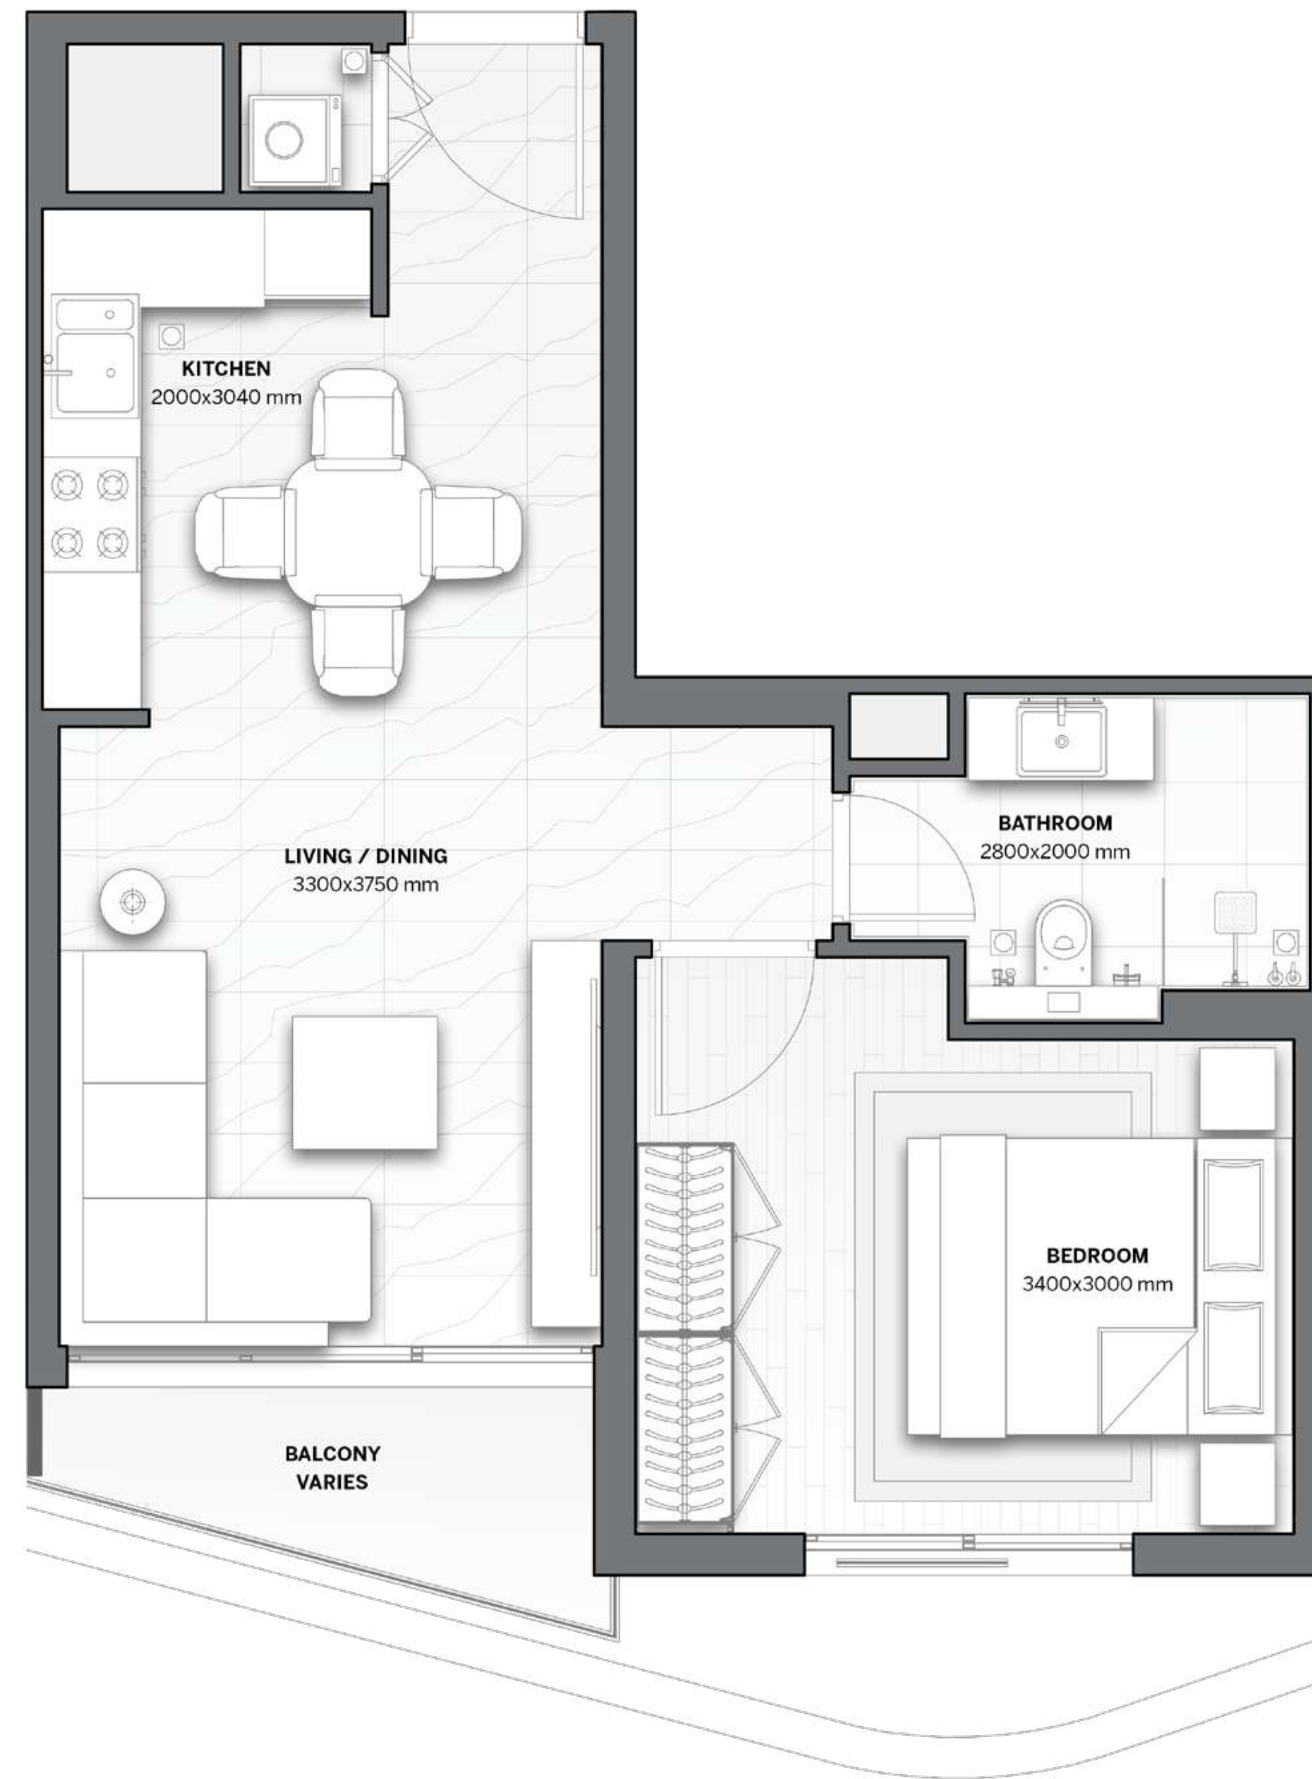 KITCHEN
2000x3040 mm
LIVING / DINING
3300x3750 mm
BATHROOM
2800x2000 mm
BEDROOM
3400x3000 mm
BALCONY
VARIES